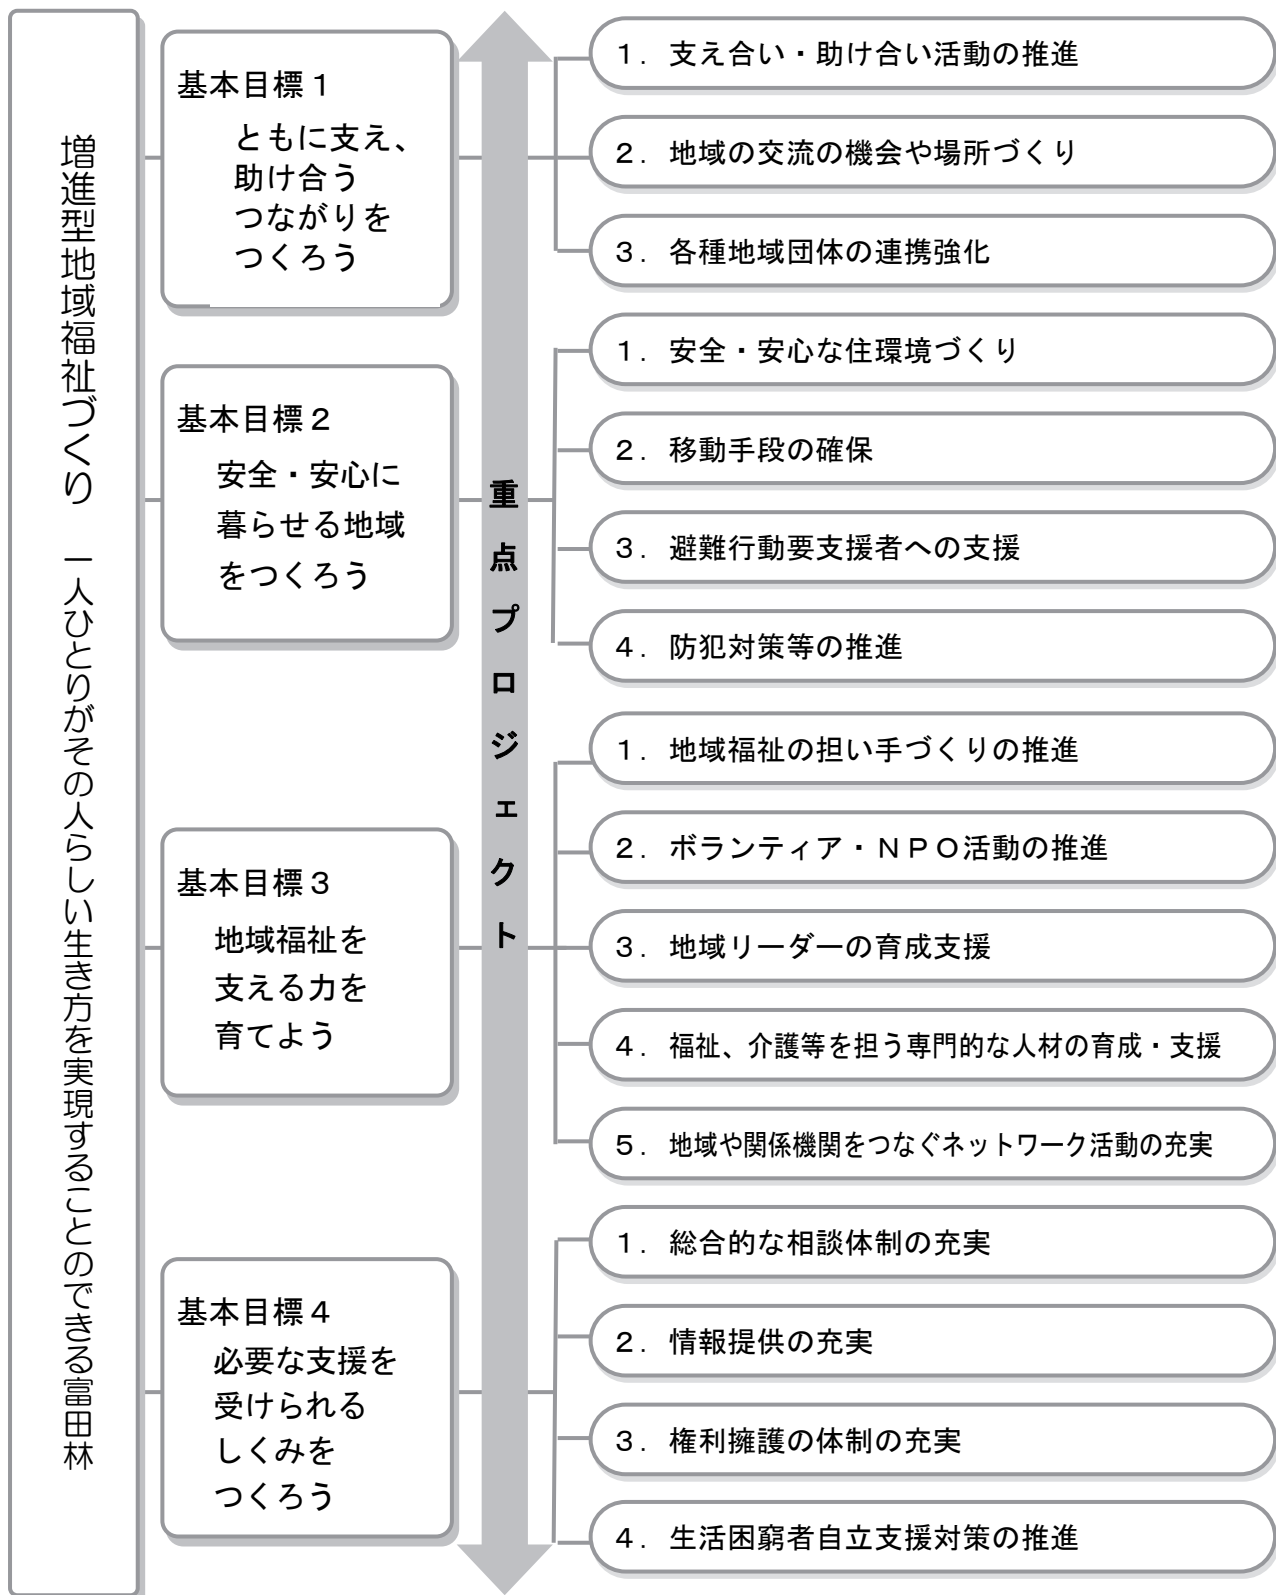 増進型地域福祉づくり　一人ひとりがその人らしい生き方を実現することのできる富田林
基本目標１
ともに支え、
助け合う
つながりを
つくろう
１．支え合い・助け合い活動の推進
２．地域の交流の機会や場所づくり
３．各種地域団体の連携強化
基本目標２
安全・安心に
暮らせる地域
をつくろう
１．安全・安心な住環境づくり
２．移動手段の確保
３．避難行動要支援者への支援
４．防犯対策等の推進
重点プロジェクト
基本目標３
地域福祉を
支える力を
育てよう
１．地域福祉の担い手づくりの推進
２．ボランティア・ＮＰＯ活動の推進
３．地域リーダーの育成支援
４．福祉、介護等を担う専門的な人材の育成・支援
５．地域や関係機関をつなぐネットワーク活動の充実
基本目標４
必要な支援を
受けられる
しくみを
つくろう
１．総合的な相談体制の充実
２．情報提供の充実
３．権利擁護の体制の充実
４．生活困窮者自立支援対策の推進